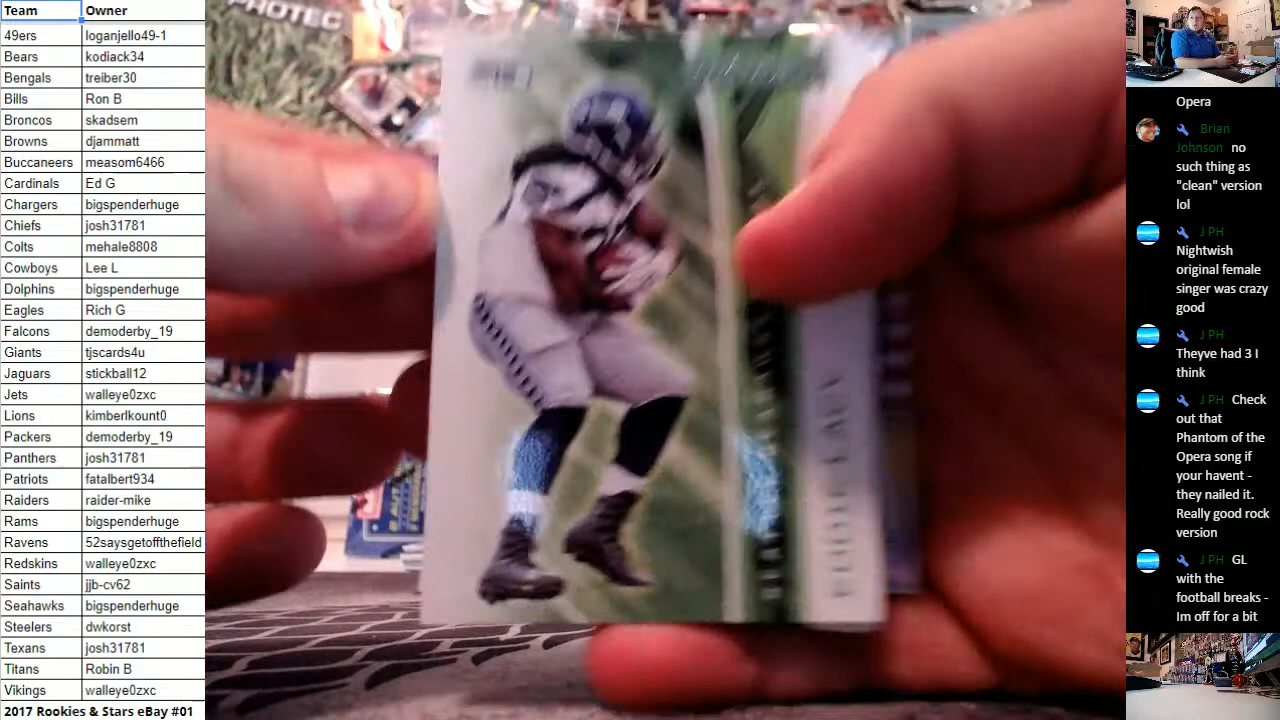 Team Owner
49ers loganjello49-1
Bears kodiack34
Bengals treiber30
Bills Ron B
Broncos skadsem
Browns djammatt
Buccaneers measom6466
Cardinals Ed G
Chargers bigspenderhuge
Chiefs josh31781
Colts mehale8808
Cowboys Lee L
Dolphins bigspenderhuge
Eagles Rich G
Falcons demoderby_19
Giants tjscards4u
Jaguars stickball12
Jets walleye0zxc
Lions kimberlkount0
Packers demoderby_19
Panthers josh31781
Patriots fatalbert934
Raiders raider-mike
Rams bigspenderhuge
Ravens 52saysgetoffthefield
Redskins walleye0zxc
Saints jjb-cv62
Seahawks bigspenderhuge
Steelers dwkorst
Texans josh31781
Titans Robin B
Vikings walleye0zxc
2017 Rookies & Stars eBay #01
PROTEC
EDDIE LACY
Opera
Brian
Johnson no
such thing as
"clean" version
lol
J PH
Nightwish
original female
singer was crazy
good
J PH
Theyve had 3 I
think
J PH Check
out that
Phantom of the
Opera song if
your havent -
they nailed it.
Really good rock
version
J PH GL
with the
football breaks -
Im off for a bit